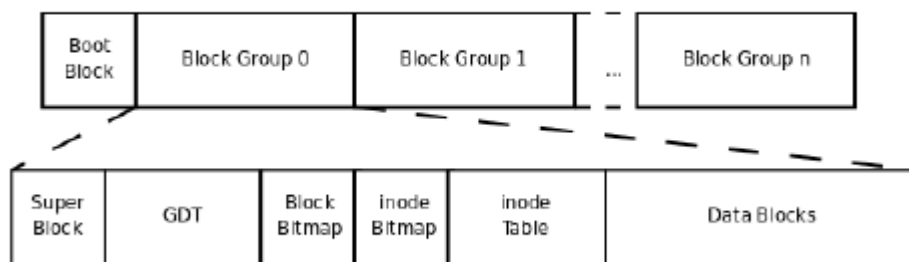 Boot
Block
Block Group 0
Block Group 1
...
Block Group n
Super
Block
GDT
Block
Bitmap
inode
Bitmap
inode
Table
Data Blocks